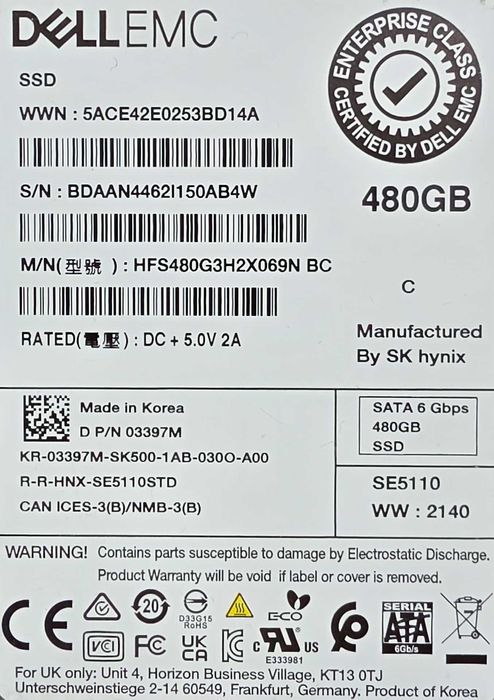 DELLEMC
ENTERPRISE CLASS
CERTIFIED BY DELL EMC
SSD
WWN : 5ACE42E0253BD14A
S/N : BDAAN4462I150AB4W
480GB
M/N(型號 ) : HFS480G3H2X069N BC
C
RATED(電壓) : DC + 5.0V 2A
Manufactured
By SK hynix
Made in Korea
D P/N 03397M
KR-03397M-SK500-1AB-030O-A00
R-R-HNX-SE5110STD
CAN ICES-3(B)/NMB-3(B)
SATA 6 Gbps
480GB
SSD
SE5110
WW : 2140
WARNING! Contains parts susceptible to damage by Electrostatic Discharge.
Product Warranty will be void if label or cover is removed.
CE
20
D33G15
RoHS
ECO
SERIAL
ATA
6Gb/s
VCI
FC
UK
CA
c RU US
E333981
For UK only: Unit 4, Horizon Business Village, KT13 0TJ
Unterschweinstiege 2-14 60549, Frankfurt, Germany. Product of Korea